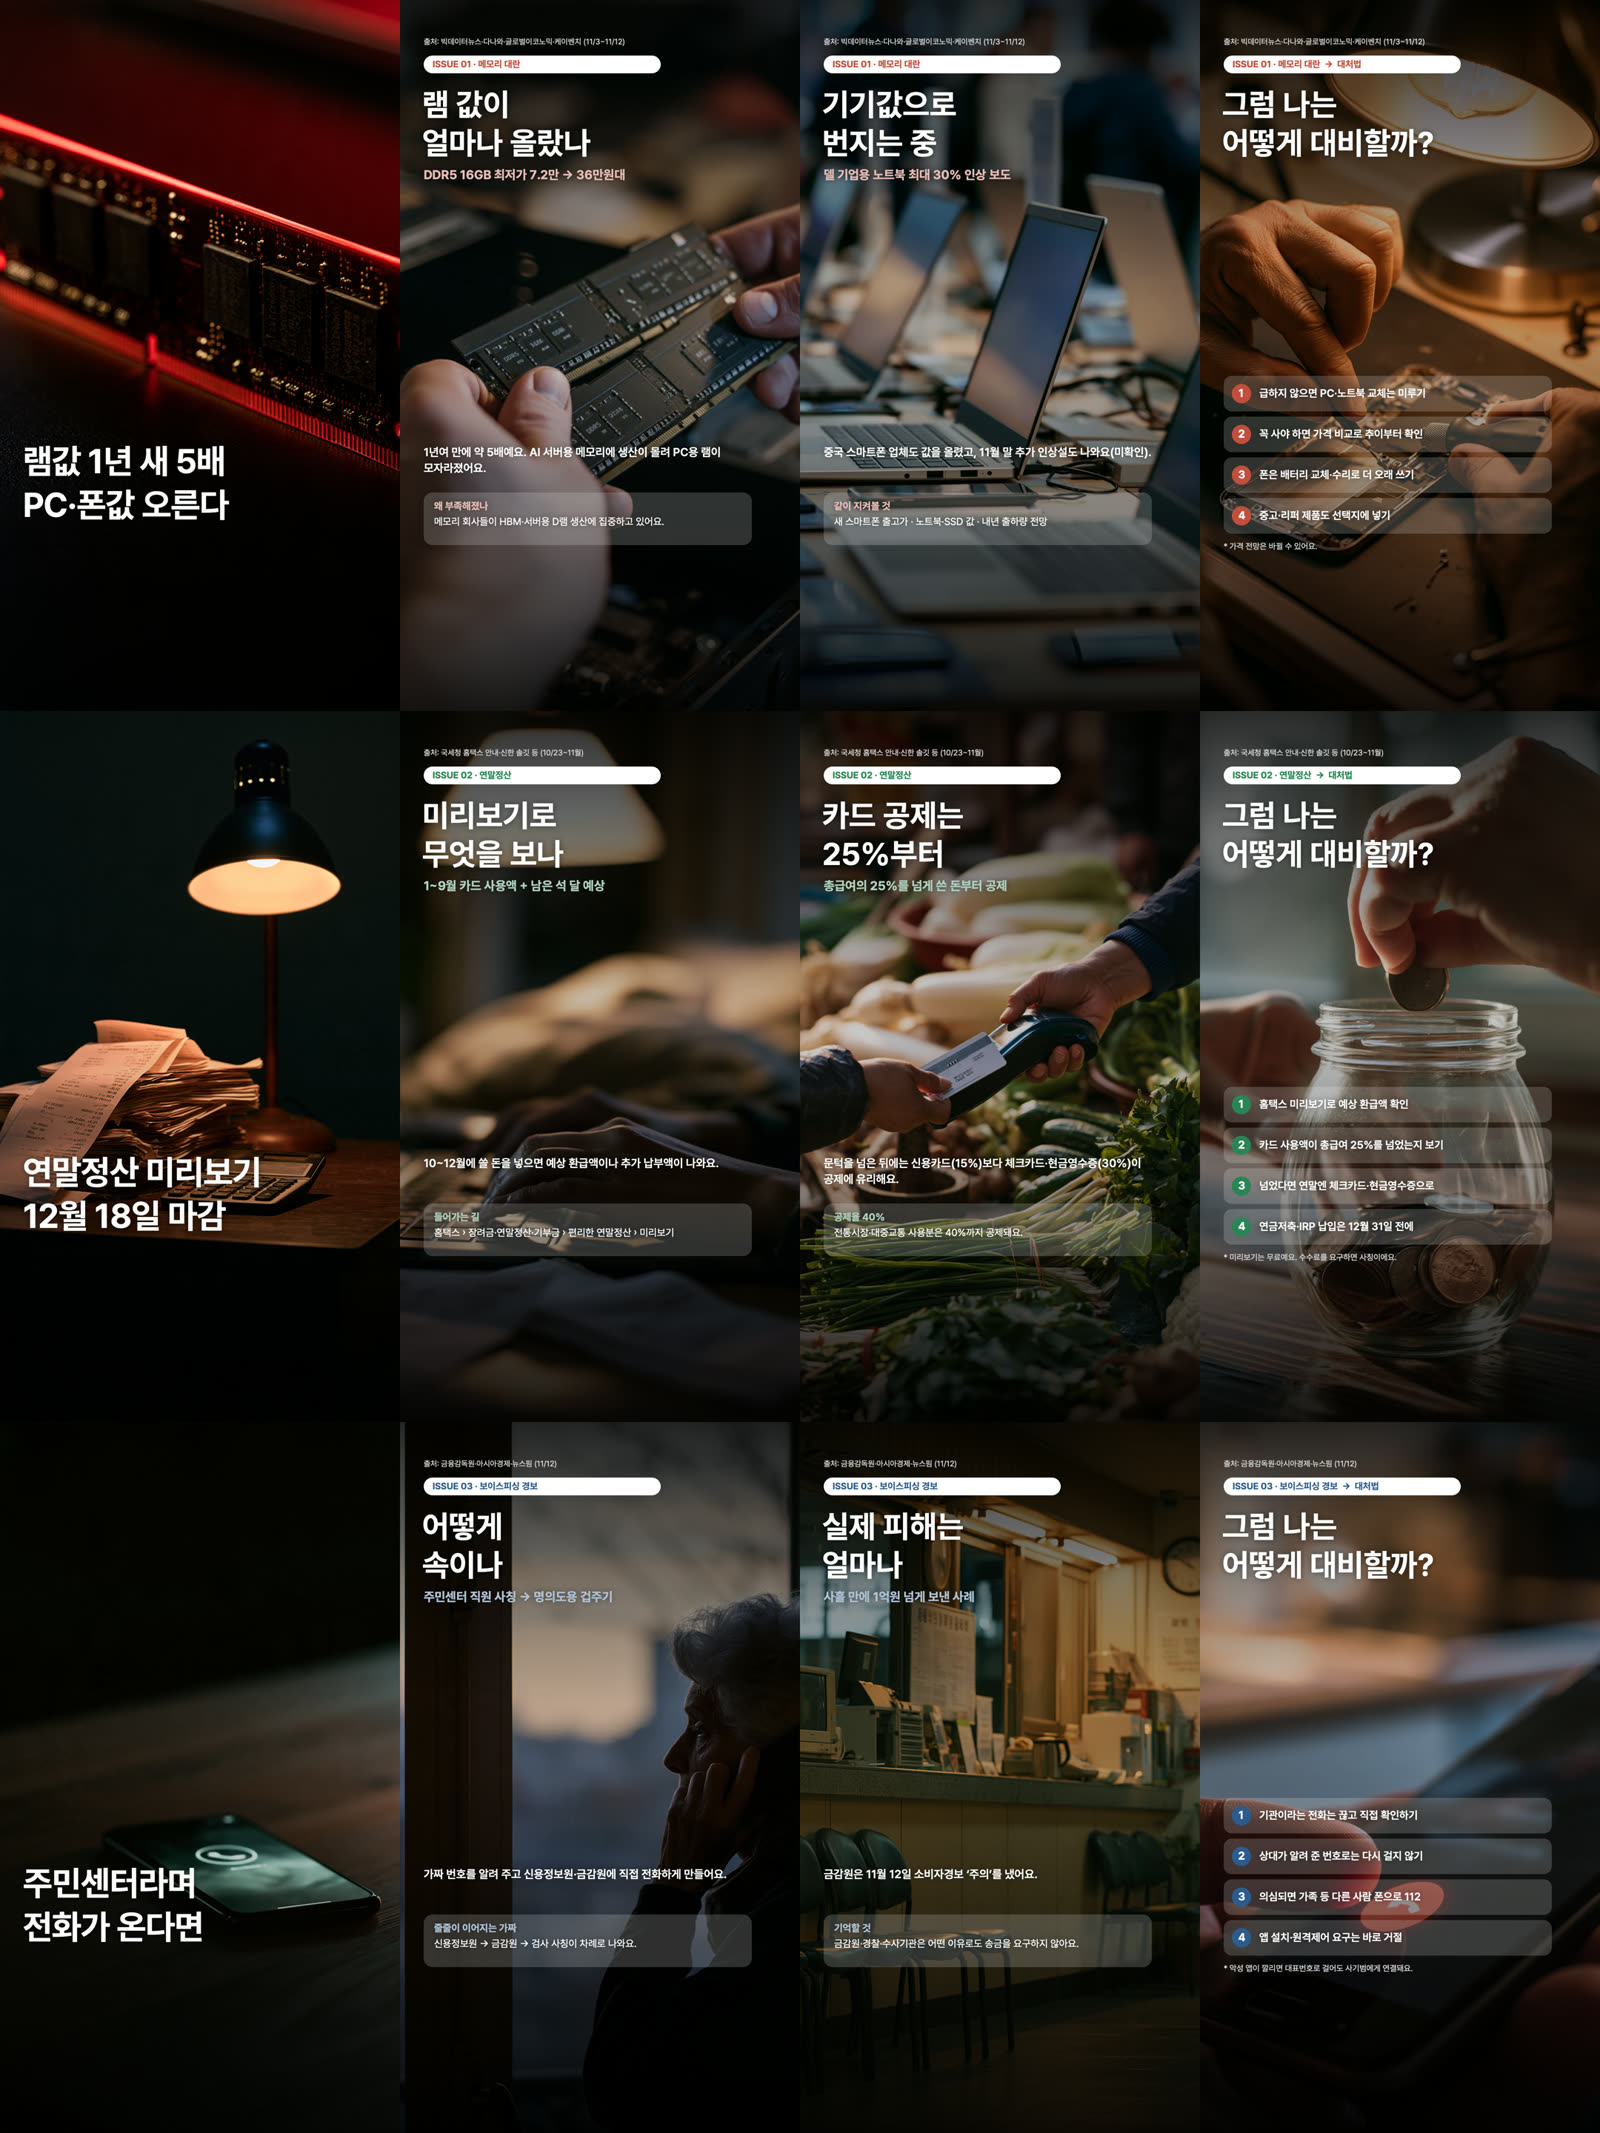 램값 1년 새 5배
PC·폰값 오른다
출처: 빅데이터뉴스·다나와·글로벌이코노믹·케이벤치 (11/3~11/12)
ISSUE 01 · 메모리 대란
램 값이
얼마나 올랐나
DDR5 16GB 최저가 7.2만 → 36만원대
1년여 만에 약 5배예요. AI 서버용 메모리에 생산이 몰려 PC용 램이
모자라졌어요.
왜 부족해졌나
메모리 회사들이 HBM·서버용 D램 생산에 집중하고 있어요.
출처: 빅데이터뉴스·다나와·글로벌이코노믹·케이벤치 (11/3~11/12)
ISSUE 01 · 메모리 대란
기기값으로
번지는 중
델 기업용 노트북 최대 30% 인상 보도
중국 스마트폰 업체도 값을 올렸고, 11월 말 추가 인상설도 나와요(미확인).
같이 지켜볼 것
새 스마트폰 출고가 · 노트북·SSD 값 · 내년 출하량 전망
출처: 빅데이터뉴스·다나와·글로벌이코노믹·케이벤치 (11/3~11/12)
ISSUE 01 · 메모리 대란 → 대처법
그럼 나는
어떻게 대비할까?
1 급하지 않으면 PC·노트북 교체는 미루기
2 꼭 사야 하면 가격 비교로 추이부터 확인
3 폰은 배터리 교체·수리로 더 오래 쓰기
4 중고·리퍼 제품도 선택지에 넣기
* 가격 전망은 바뀔 수 있어요.
연말정산 미리보기
12월 18일 마감
출처: 국세청 홈택스 안내·신한 솔깃 등 (10/23~11월)
ISSUE 02 · 연말정산
미리보기로
무엇을 보나
1~9월 카드 사용액 + 남은 석 달 예상
10~12월에 쓸 돈을 넣으면 예상 환급액이나 추가 납부액이 나와요.
들어가는 길
홈택스 › 장려금·연말정산·기부금 › 편리한 연말정산 › 미리보기
출처: 국세청 홈택스 안내·신한 솔깃 등 (10/23~11월)
ISSUE 02 · 연말정산
카드 공제는
25%부터
총급여의 25%를 넘게 쓴 돈부터 공제
문턱을 넘은 뒤에는 신용카드(15%)보다 체크카드·현금영수증(30%)이
공제에 유리해요.
공제율 40%
전통시장·대중교통 사용분은 40%까지 공제돼요.
출처: 국세청 홈택스 안내·신한 솔깃 등 (10/23~11월)
ISSUE 02 · 연말정산 → 대처법
그럼 나는
어떻게 대비할까?
1 홈택스 미리보기로 예상 환급액 확인
2 카드 사용액이 총급여 25%를 넘었는지 보기
3 넘었다면 연말엔 체크카드·현금영수증으로
4 연금저축·IRP 납입은 12월 31일 전에
* 미리보기는 무료예요. 수수료를 요구하면 사칭이에요.
주민센터라며
전화가 온다면
출처: 금융감독원·아시아경제·뉴스핌 (11/12)
ISSUE 03 · 보이스피싱 경보
어떻게
속이나
주민센터 직원 사칭 → 명의도용 겁주기
가짜 번호를 알려 주고 신용정보원·금감원에 직접 전화하게 만들어요.
줄줄이 이어지는 가짜
신용정보원 → 금감원 → 검사 사칭이 차례로 나와요.
출처: 금융감독원·아시아경제·뉴스핌 (11/12)
ISSUE 03 · 보이스피싱 경보
실제 피해는
얼마나
사흘 만에 1억원 넘게 보낸 사례
금감원은 11월 12일 소비자경보 ‘주의’를 냈어요.
기억할 것
금감원·경찰·수사기관은 어떤 이유로도 송금을 요구하지 않아요.
출처: 금융감독원·아시아경제·뉴스핌 (11/12)
ISSUE 03 · 보이스피싱 경보 → 대처법
그럼 나는
어떻게 대비할까?
1 기관이라는 전화는 끊고 직접 확인하기
2 상대가 알려 준 번호로는 다시 걸지 않기
3 의심되면 가족 등 다른 사람 폰으로 112
4 앱 설치·원격제어 요구는 바로 거절
* 악성 앱이 깔리면 대표번호로 걸어도 사기범에게 연결돼요.